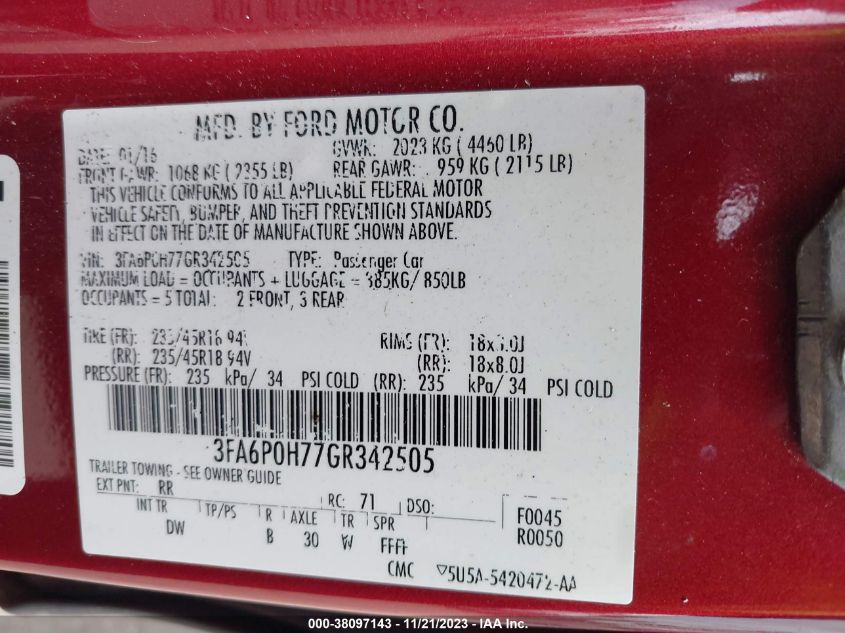 MFD. BY FORD MOTOR CO.
DATE: 01/16 GVWR: 2023 KG ( 4460 LB)
FRONT GAWR: 1068 KG ( 2355 LB) REAR GAWR: 959 KG ( 2115 LB)
THIS VEHICLE CONFORMS TO ALL APPLICABLE FEDERAL MOTOR
VEHICLE SAFETY, BUMPER, AND THEFT PREVENTION STANDARDS
IN EFFECT ON THE DATE OF MANUFACTURE SHOWN ABOVE.
VIN: 3FA6P0H77GR342505 TYPE: Passenger Car
MAXIMUM LOAD = OCCUPANTS + LUGGAGE = 385KG/ 850LB
OCCUPANTS = 5 TOTAL: 2 FRONT, 3 REAR
TIRE (FR): 235/45R18 94V RIMS (FR): 18x8.0J
(RR): 235/45R18 94V (RR): 18x8.0J
PRESSURE (FR): 235 kPa/ 34 PSI COLD (RR): 235 kPa/ 34 PSI COLD
3FA6P0H77GR342505
TRAILER TOWING - SEE OWNER GUIDE
EXT PNT: RR RC: 71 DSO: F0045
INT TR TP/PS R AXLE TR SPR R0050
DW B 30 W FFFF
CMC ▽5U5A-5420472-AA
000-38097143 - 11/21/2023 - IAA Inc.